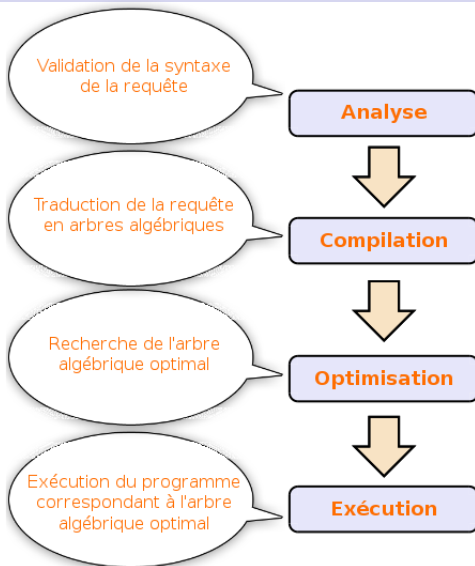 Validation de la syntaxe
de la requête
Analyse
Traduction de la requête
en arbres algébriques
Compilation
Recherche de l'arbre
algébrique optimal
Optimisation
Exécution du programme
correspondant à l'arbre
algébrique optimal
Exécution